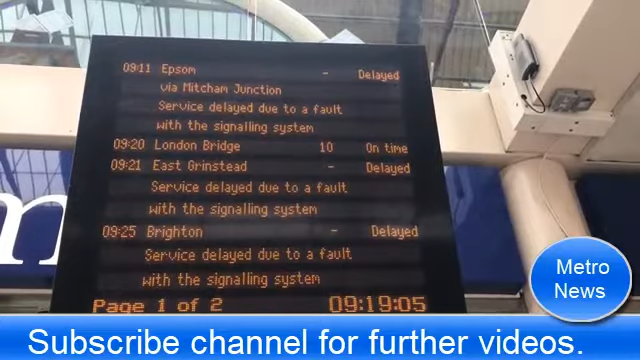 09:11 Epsom - Delayed
via Mitcham Junction
Service delayed due to a fault
with the signalling system
09:20 London Bridge 10 On time
09:21 East Grinstead - Delayed
Service delayed due to a fault
with the signalling system
09:25 Brighton - Delayed
Service delayed due to a fault
with the signalling system
Page 1 of 2 09:19:05
Metro
News
Subscribe channel for further videos.